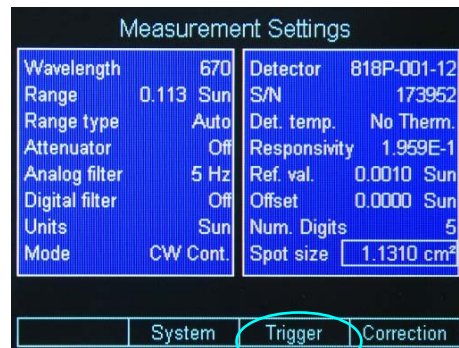 Measurement Settings
Wavelength 670
Range 0.113 Sun
Range type Auto
Attenuator Off
Analog filter 5 Hz
Digital filter Off
Units Sun
Mode CW Cont.
Detector 818P-001-12
S/N 173952
Det. temp. No Therm.
Responsivity 1.959E-1
Ref. val. 0.0010 Sun
Offset 0.0000 Sun
Num. Digits 5
Spot size 1.1310 cm²
System Trigger Correction